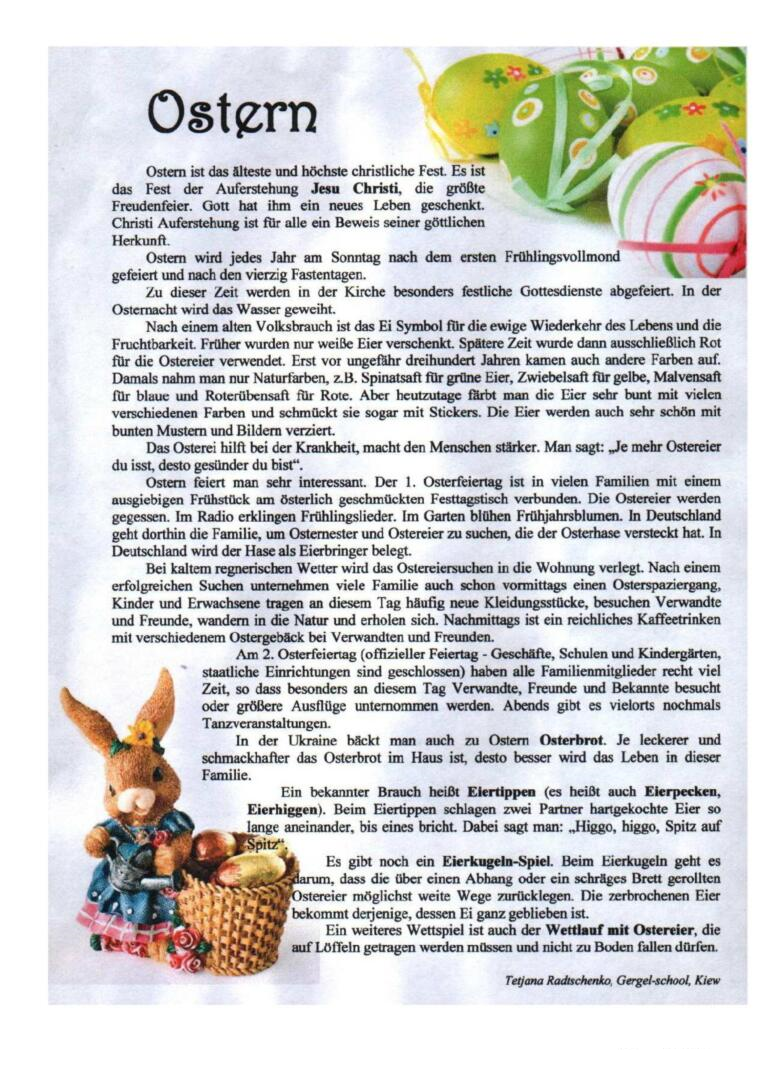 Ostern
Ostern ist das älteste und höchste christliche Fest. Es ist
das Fest der Auferstehung Jesu Christi, die größte
Freudenfeier. Gott hat ihm ein neues Leben geschenkt.
Christi Auferstehung ist für alle ein Beweis seiner göttlichen
Herkunft.
Ostern wird jedes Jahr am Sonntag nach dem ersten Frühlingsvollmond
gefeiert und nach den vierzig Fastentagen.
Zu dieser Zeit werden in der Kirche besonders festliche Gottesdienste abgefeiert. In der
Osternacht wird das Wasser geweiht.
Nach einem alten Volksbrauch ist das Ei Symbol für die ewige Wiederkehr des Lebens und die
Fruchtbarkeit. Früher wurden nur weiße Eier verschenkt. Spätere Zeit wurde dann ausschließlich Rot
für die Ostereier verwendet. Erst vor ungefähr dreihundert Jahren kamen auch andere Farben auf.
Damals nahm man nur Naturfarben, z.B. Spinatsaft für grüne Eier, Zwiebelsaft für gelbe, Malvensaft
für blaue und Roterübensaft für Rote. Aber heutzutage färbt man die Eier sehr bunt mit vielen
verschiedenen Farben und schmückt sie sogar mit Stickers. Die Eier werden auch sehr schön mit
bunten Mustern und Bildern verziert.
Das Osterei hilft bei der Krankheit, macht den Menschen stärker. Man sagt: „Je mehr Ostereier
du isst, desto gesünder du bist“.
Ostern feiert man sehr interessant. Der 1. Osterfeiertag ist in vielen Familien mit einem
ausgiebigen Frühstück am österlich geschmückten Festtagstisch verbunden. Die Ostereier werden
gegessen. Im Radio erklingen Frühlingslieder. Im Garten blühen Frühjahrsblumen. In Deutschland
geht dorthin die Familie, um Osternester und Ostereier zu suchen, die der Osterhase versteckt hat. In
Deutschland wird der Hase als Eierbringer belegt.
Bei kaltem regnerischen Wetter wird das Ostereiersuchen in die Wohnung verlegt. Nach einem
erfolgreichen Suchen unternehmen viele Familie auch schon vormittags einen Osterspaziergang,
Kinder und Erwachsene tragen an diesem Tag häufig neue Kleidungsstücke, besuchen Verwandte
und Freunde, wandern in die Natur und erholen sich. Nachmittags ist ein reichliches Kaffeetrinken
mit verschiedenem Ostergebäck bei Verwandten und Freunden.
Am 2. Osterfeiertag (offizieller Feiertag - Geschäfte, Schulen und Kindergärten,
staatliche Einrichtungen sind geschlossen) haben alle Familienmitglieder recht viel
Zeit, so dass besonders an diesem Tag Verwandte, Freunde und Bekannte besucht
oder größere Ausflüge unternommen werden. Abends gibt es vielorts nochmals
Tanzveranstaltungen.
In der Ukraine bäckt man auch zu Ostern Osterbrot. Je leckerer und
schmackhafter das Osterbrot im Haus ist, desto besser wird das Leben in dieser
Familie.
Ein bekannter Brauch heißt Eiertippen (es heißt auch Eierpecken,
Eierhiggen). Beim Eiertippen schlagen zwei Partner hartgekochte Eier so
lange aneinander, bis eines bricht. Dabei sagt man: „Higgo, higgo, Spitz auf
Spitz“.
Es gibt noch ein Eierkugeln-Spiel. Beim Eierkugeln geht es
darum, dass die über einen Abhang oder ein schräges Brett gerollten
Ostereier möglichst weite Wege zurücklegen. Die zerbrochenen Eier
bekommt derjenige, dessen Ei ganz geblieben ist.
Ein weiteres Wettspiel ist auch der Wettlauf mit Ostereier, die
auf Löffeln getragen werden müssen und nicht zu Boden fallen dürfen.
Tetjana Radtschenko, Gergel-school, Kiew